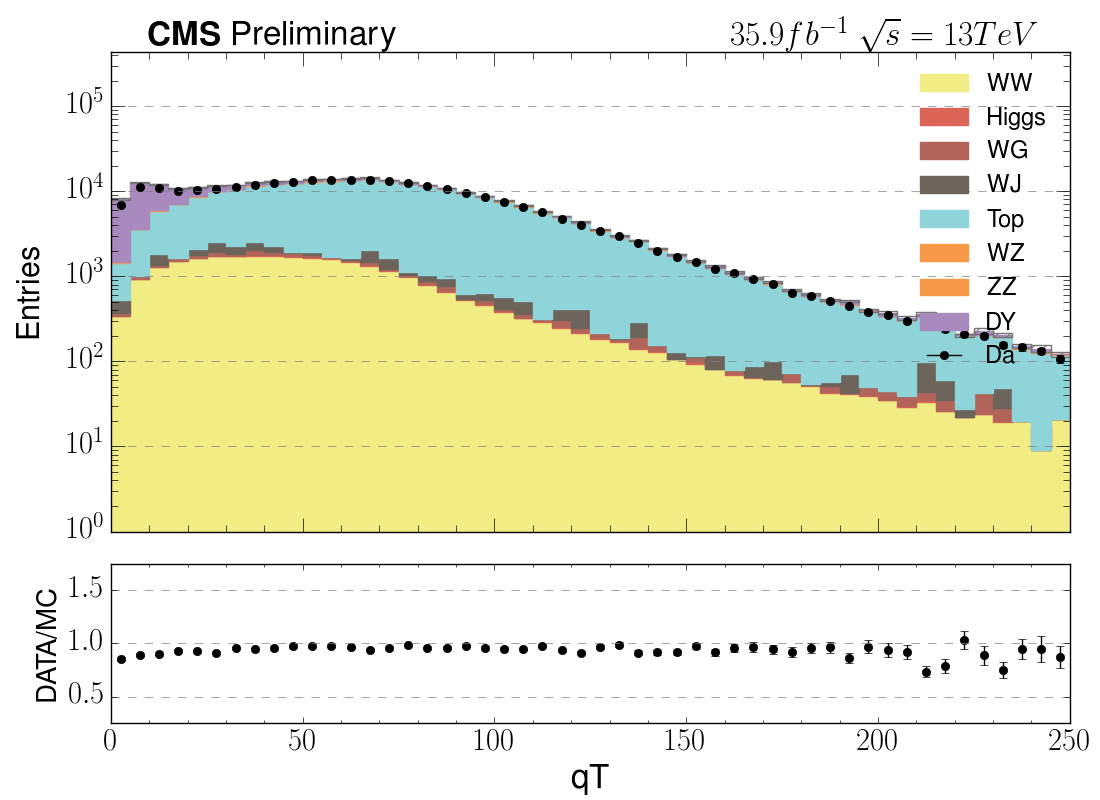 CMS Preliminary 35.9fb⁻¹ √s = 13TeV
Entries
10⁵
10⁴
10³
10²
10¹
10⁰
WW
Higgs
WG
WJ
Top
WZ
ZZ
DY
Da
DATA/MC
1.5
1.0
0.5
0 50 100 150 200 250
qT